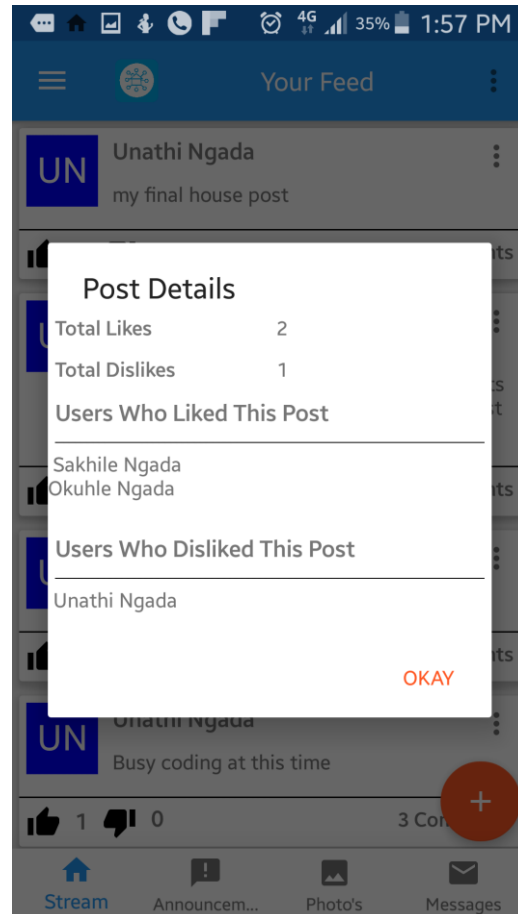 4G 35% 1:57 PM
Your Feed
UN Unathi Ngada
my final house post
nts
Post Details
Total Likes 2
Total Dislikes 1
Users Who Liked This Post
Sakhile Ngada
Okuhle Ngada
Users Who Disliked This Post
Unathi Ngada
OKAY
UN Unathi Ngada
Busy coding at this time
1 0 3 Com
Stream Announcem... Photo's Messages